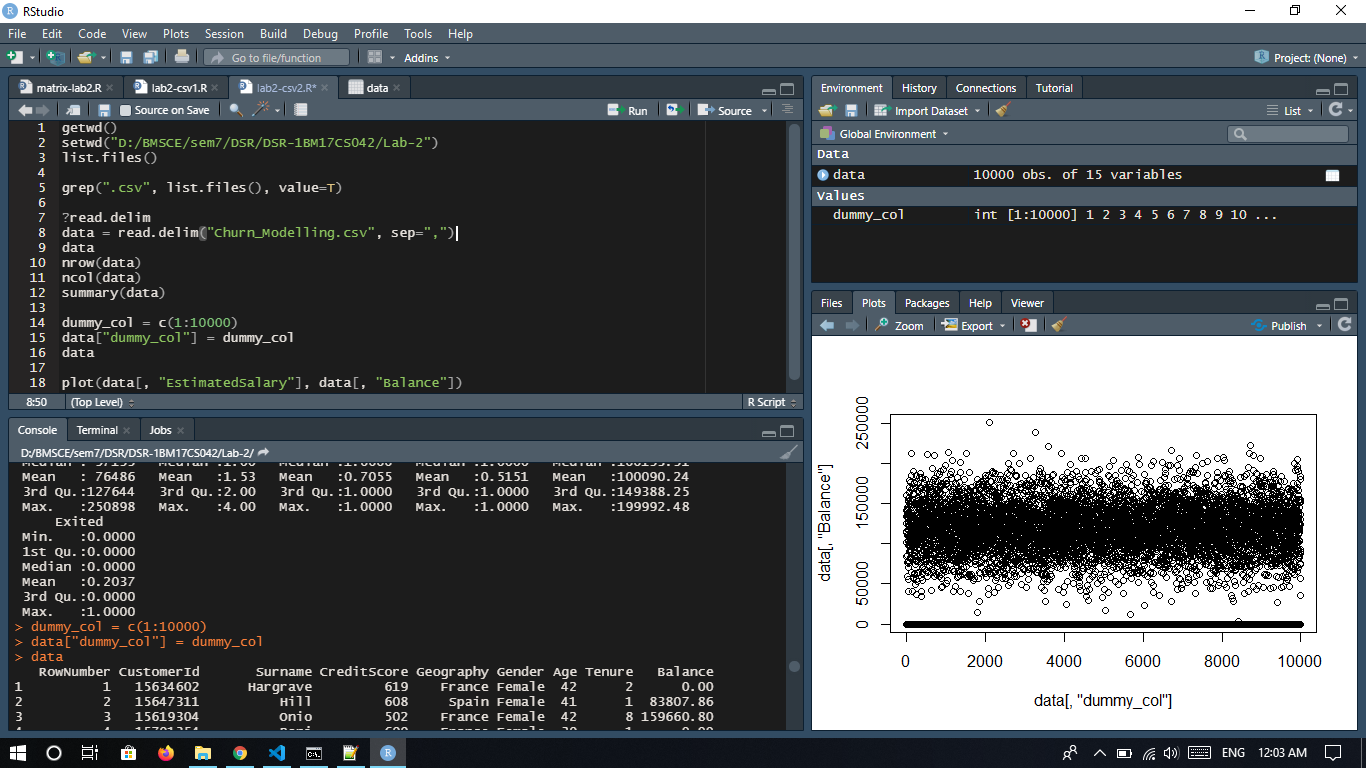 RStudio
File Edit Code View Plots Session Build Debug Profile Tools Help
Go to file/function Addins Project: (None)
matrix-lab2.R lab2-csv1.R lab2-csv2.R* data
Source on Save Run Source
1 getwd()
2 setwd("D:/BMSCE/sem7/DSR/DSR-1BM17CS042/Lab-2")
3 list.files()
4
5 grep(".csv", list.files(), value=T)
6
7 ?read.delim
8 data = read.delim("Churn_Modelling.csv", sep=",")
9 data
10 nrow(data)
11 ncol(data)
12 summary(data)
13
14 dummy_col = c(1:10000)
15 data["dummy_col"] = dummy_col
16 data
17
18 plot(data[, "EstimatedSalary"], data[, "Balance"])
8:50 (Top Level) R Script
Console Terminal Jobs
D:/BMSCE/sem7/DSR/DSR-1BM17CS042/Lab-2/
Mean : 76486 Mean :1.53 Mean :0.7055 Mean :0.5151 Mean :100090.24
3rd Qu.:127644 3rd Qu.:2.00 3rd Qu.:1.0000 3rd Qu.:1.0000 3rd Qu.:149388.25
Max. :250898 Max. :4.00 Max. :1.0000 Max. :1.0000 Max. :199992.48
Exited
Min. :0.0000
1st Qu.:0.0000
Median :0.0000
Mean :0.2037
3rd Qu.:0.0000
Max. :1.0000
> dummy_col = c(1:10000)
> data["dummy_col"] = dummy_col
> data
RowNumber CustomerId Surname CreditScore Geography Gender Age Tenure Balance
1 1 15634602 Hargrave 619 France Female 42 2 0.00
2 2 15647311 Hill 608 Spain Female 41 1 83807.86
3 3 15619304 Onio 502 France Female 42 8 159660.80
Environment History Connections Tutorial
Import Dataset List
Global Environment
Data
data 10000 obs. of 15 variables
Values
dummy_col int [1:10000] 1 2 3 4 5 6 7 8 9 10 ...
Files Plots Packages Help Viewer
Zoom Export Publish
data[, "Balance"]
250000
150000
50000
0
0 2000 4000 6000 8000 10000
data[, "dummy_col"]
ENG 12:03 AM